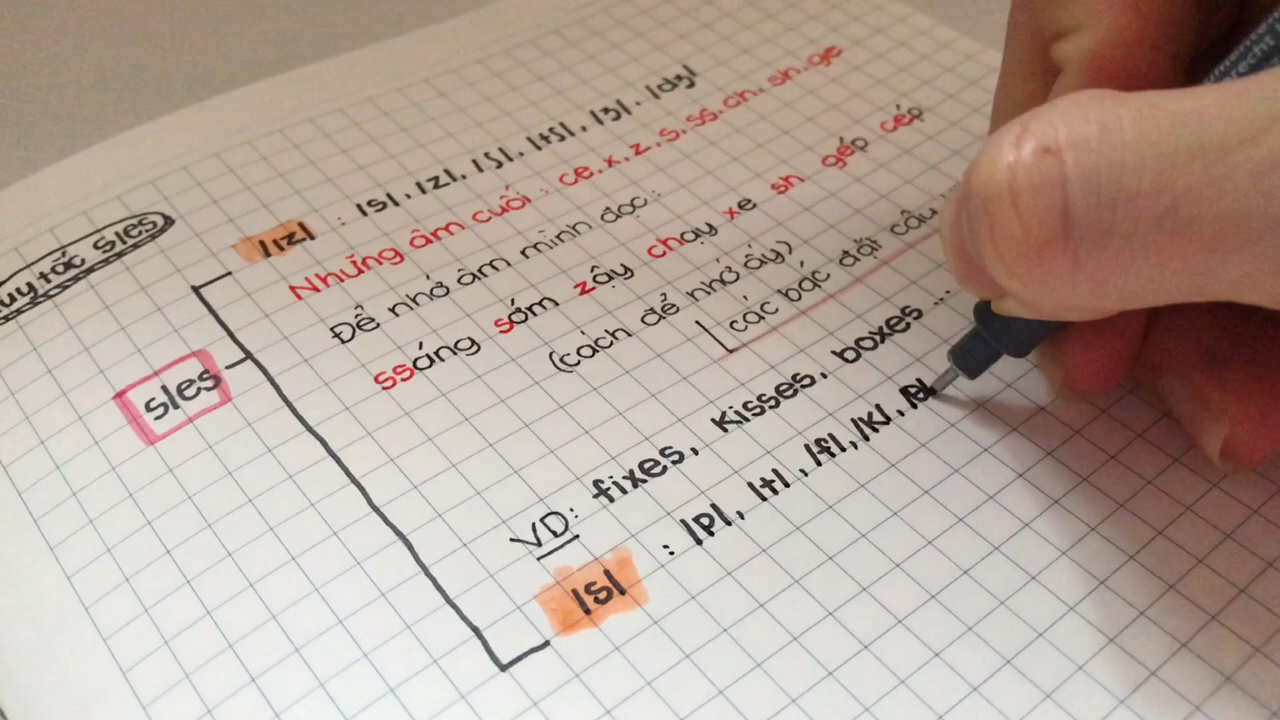 Quy tắc s/es
/ɪz/ : /s/, /z/, /ʃ/, /tʃ/, /ʒ/, /dʒ/
Những âm cuối : ce, x, z, s, ss, ch, sh, ge
Để nhớ âm mình đọc :
ssáng sớm zậy chạy xe sh gép cép
(cách để nhớ ấy)
các bạc đặt câu ...
s/es
VD: fixes, kisses, boxes ...
/s/ : /p/, /t/, /f/, /k/, /θ/